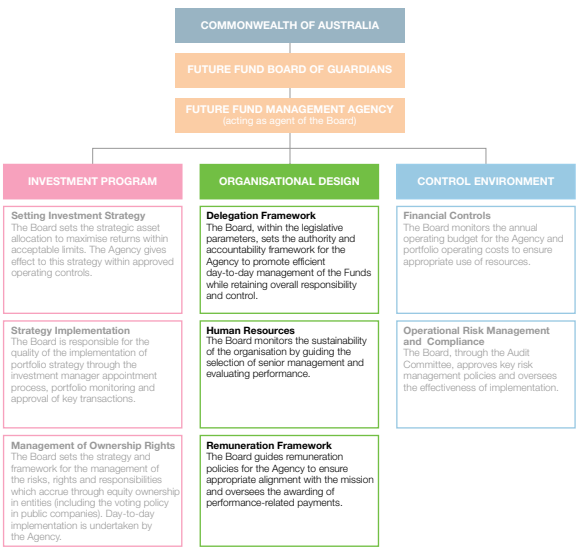 COMMONWEALTH OF AUSTRALIA
FUTURE FUND BOARD OF GUARDIANS
FUTURE FUND MANAGEMENT AGENCY
(acting as agent of the Board)
INVESTMENT PROGRAM
Setting Investment Strategy
The Board sets the strategic asset
allocation to maximise returns within
acceptable limits. The Agency gives
effect to this strategy within approved
operating controls.
Strategy Implementation
The Board is responsible for the
quality of the implementation of
portfolio strategy through the
investment manager appointment
process, portfolio monitoring and
approval of key transactions.
Management of Ownership Rights
The Board sets the strategy and
framework for the management of
the risks, rights and responsibilities
which accrue through equity ownership
in entities (including the voting policy
in public companies). Day-to-day
implementation is undertaken by
the Agency.
ORGANISATIONAL DESIGN
Delegation Framework
The Board, within the legislative
parameters, sets the authority and
accountability framework for the
Agency to promote efficient
day-to-day management of the Funds
while retaining overall responsibility
and control.
Human Resources
The Board monitors the sustainability
of the organisation by guiding the
selection of senior management and
evaluating performance.
Remuneration Framework
The Board guides remuneration
policies for the Agency to ensure
appropriate alignment with the mission
and oversees the awarding of
performance-related payments.
CONTROL ENVIRONMENT
Financial Controls
The Board monitors the annual
operating budget for the Agency and
portfolio operating costs to ensure
appropriate use of resources.
Operational Risk Management
and Compliance
The Board, through the Audit
Committee, approves key risk
management policies and oversees
the effectiveness of implementation.